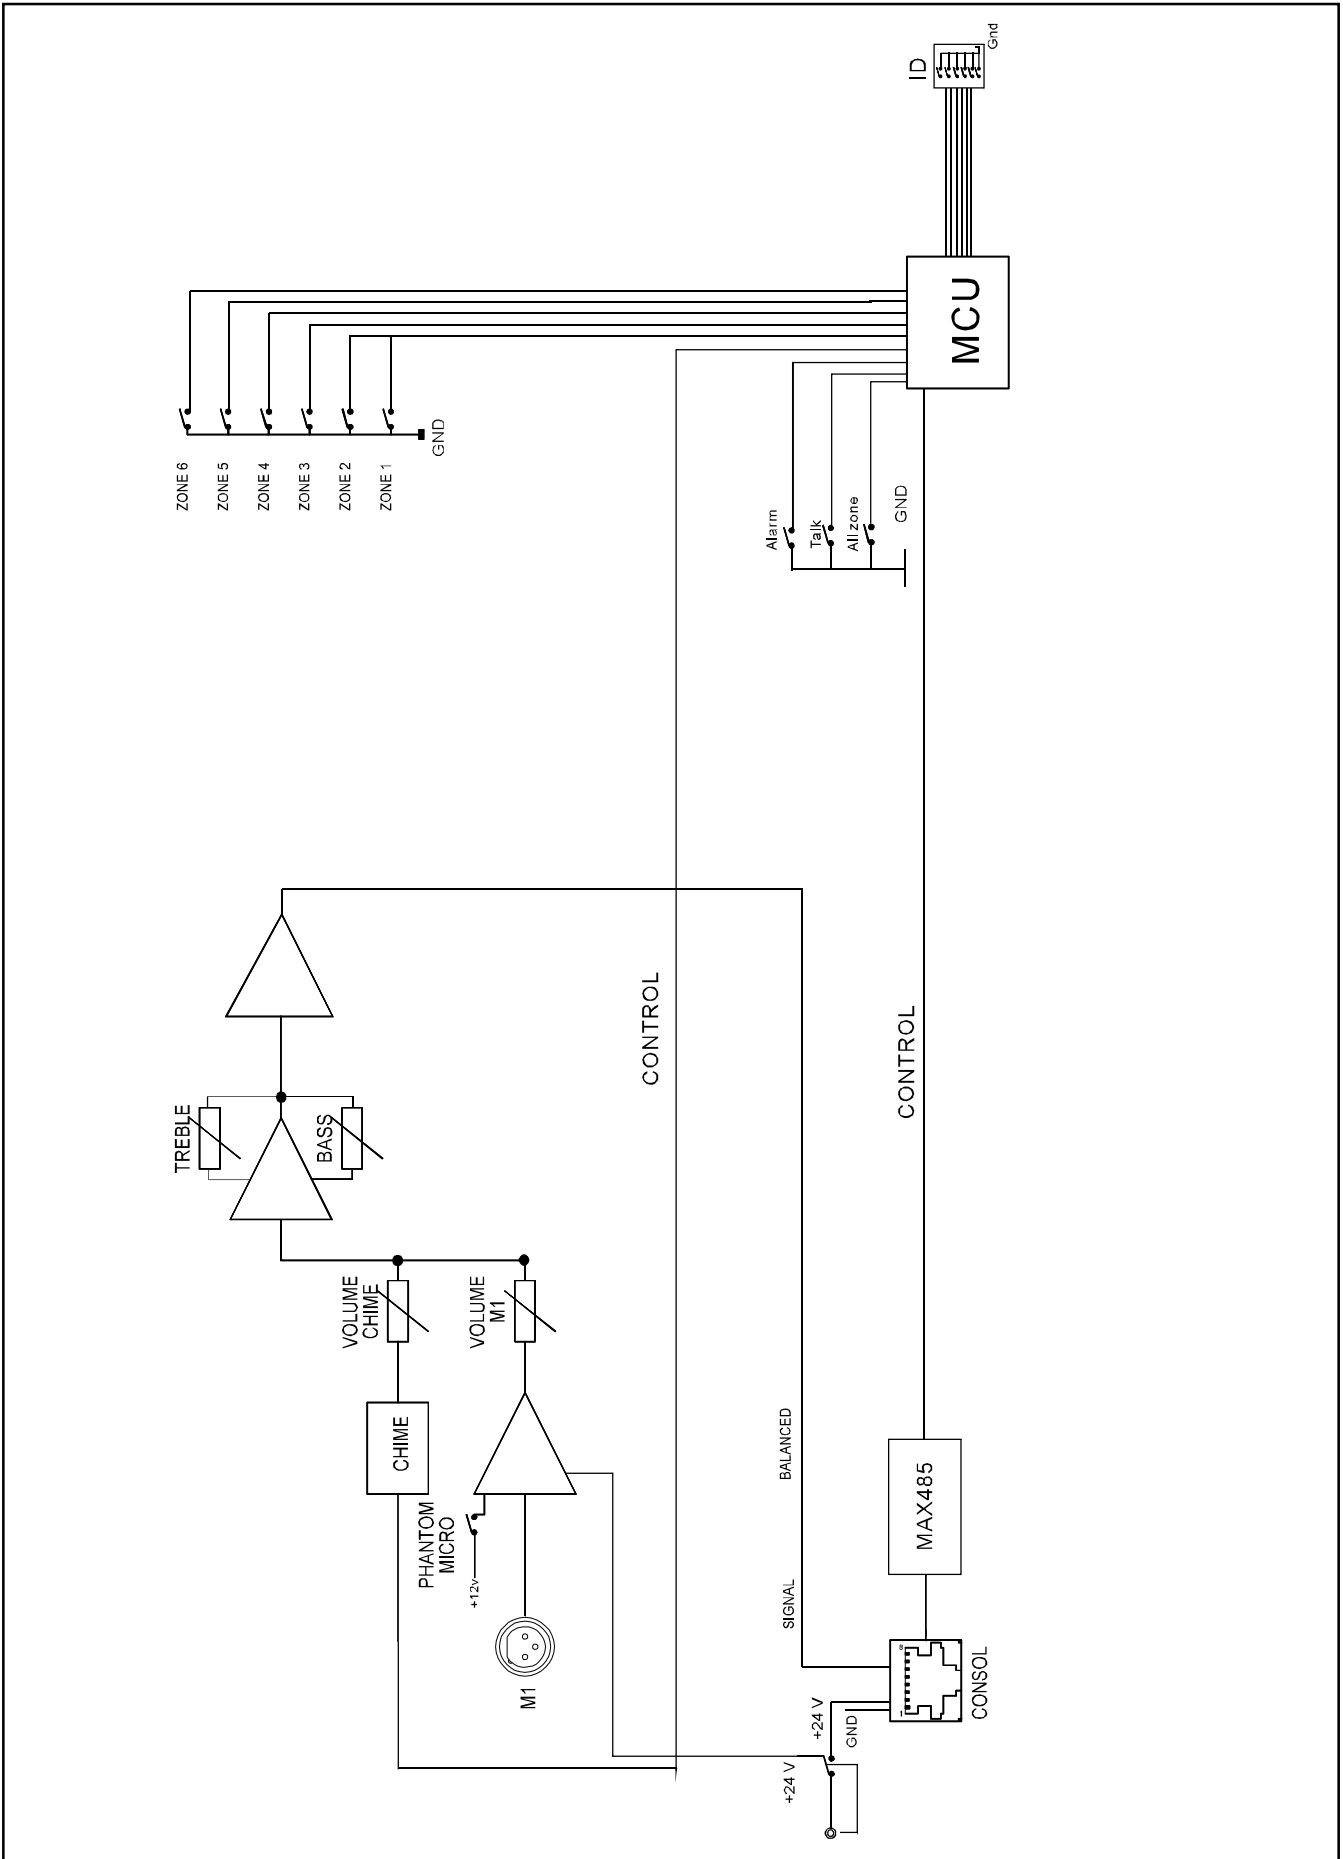 ID
Gnd
MCU
ZONE 6
ZONE 5
ZONE 4
ZONE 3
ZONE 2
ZONE 1
GND
Alarm
Talk
All zone
GND
CONTROL
CONTROL
TREBLE
BASS
VOLUME
CHIME
VOLUME
M1
CHIME
PHANTOM
MICRO
+12v
M1
BALANCED
SIGNAL
MAX485
8
1
CONSOL
+24 V
GND
+24 V